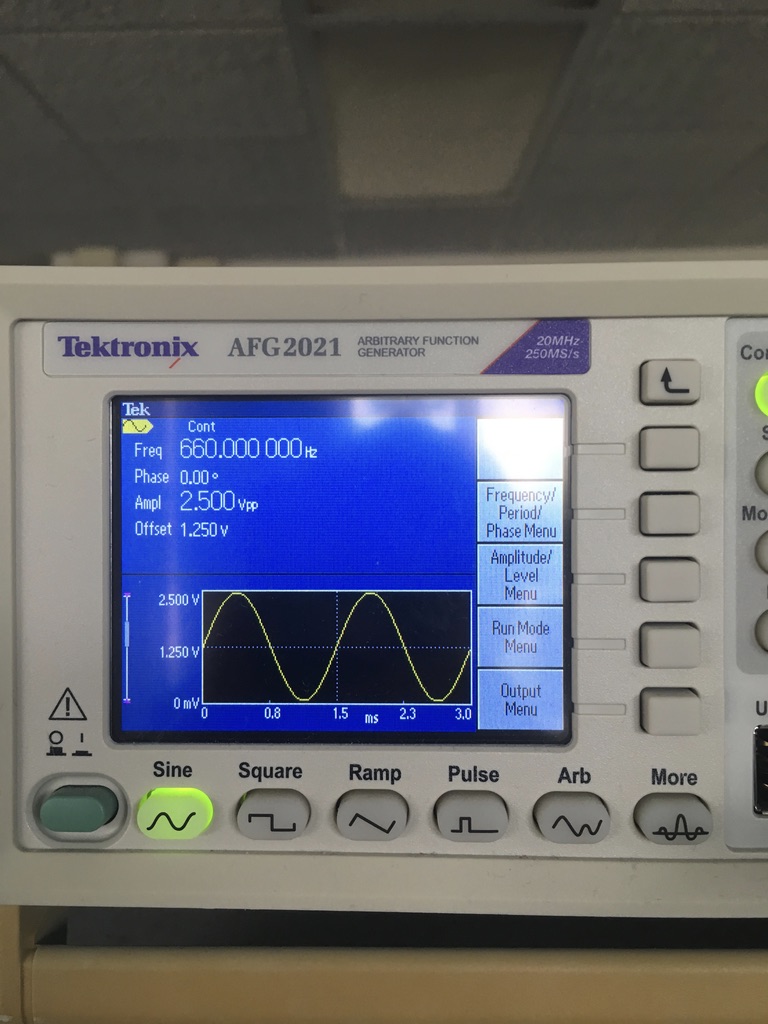 Tektronix AFG2021 ARBITRARY FUNCTION GENERATOR 20MHz 250MS/s
Tek
Cont
Freq 660.000 000 Hz
Phase 0.00 °
Ampl 2.500 Vpp
Offset 1.250 V
Frequency/
Period/
Phase Menu
Amplitude/
Level
Menu
Run Mode
Menu
Output
Menu
2.500 V
1.250 V
0 mV
0 0.8 1.5 ms 2.3 3.0
Sine Square Ramp Pulse Arb More